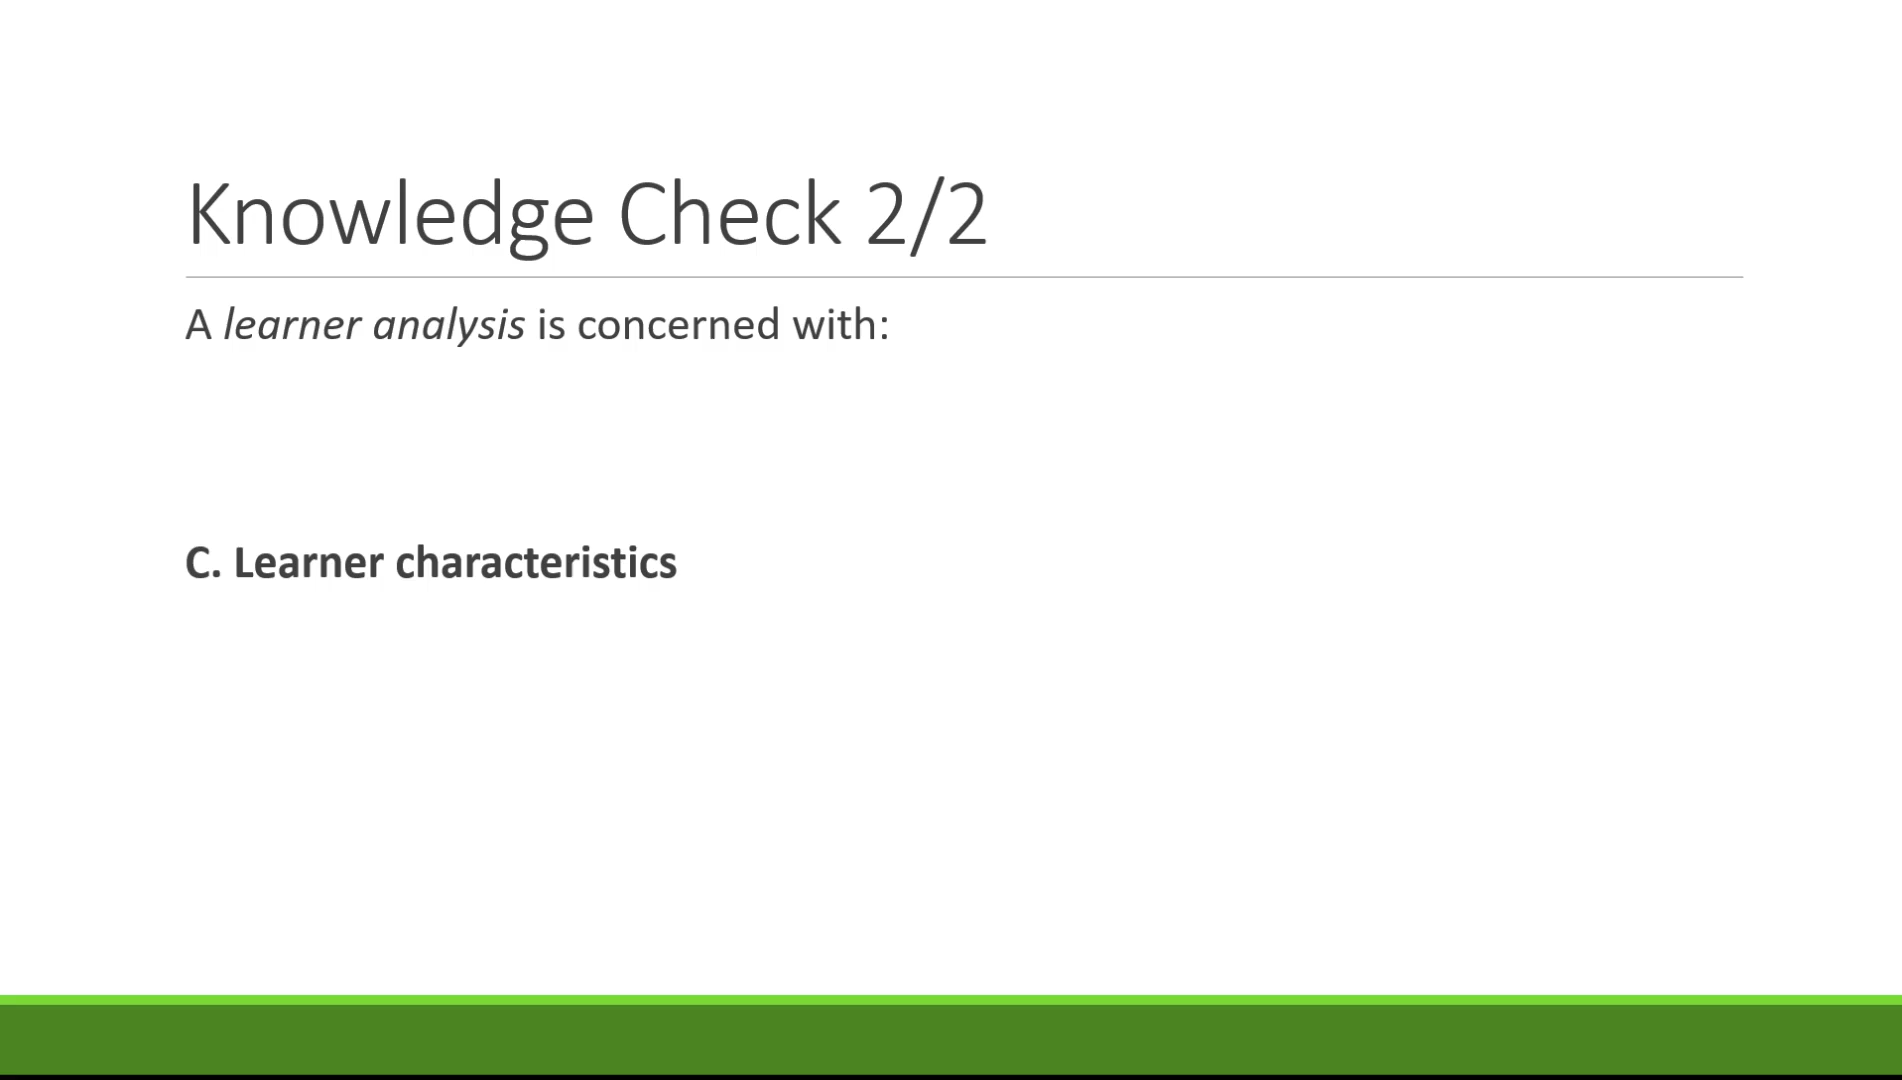 Knowledge Check 2/2
A learner analysis is concerned with:
C. Learner characteristics